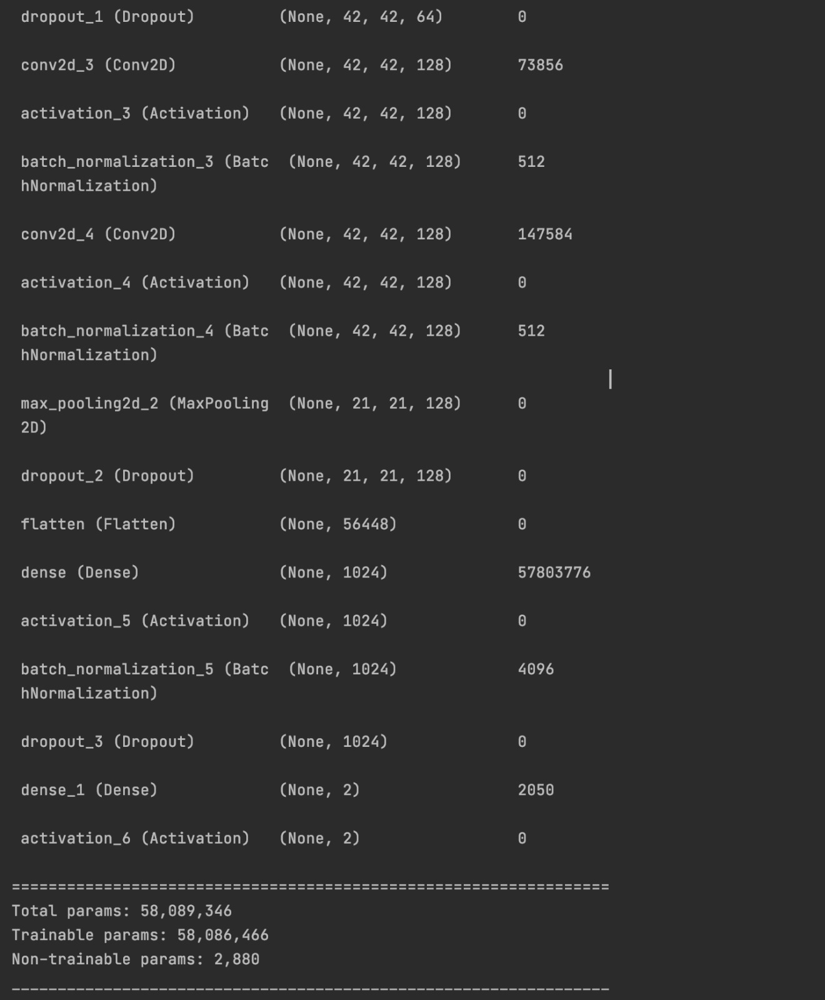 dropout_1 (Dropout) (None, 42, 42, 64) 0
conv2d_3 (Conv2D) (None, 42, 42, 128) 73856
activation_3 (Activation) (None, 42, 42, 128) 0
batch_normalization_3 (Batc (None, 42, 42, 128) 512
hNormalization)
conv2d_4 (Conv2D) (None, 42, 42, 128) 147584
activation_4 (Activation) (None, 42, 42, 128) 0
batch_normalization_4 (Batc (None, 42, 42, 128) 512
hNormalization)
max_pooling2d_2 (MaxPooling (None, 21, 21, 128) 0
2D)
dropout_2 (Dropout) (None, 21, 21, 128) 0
flatten (Flatten) (None, 56448) 0
dense (Dense) (None, 1024) 57803776
activation_5 (Activation) (None, 1024) 0
batch_normalization_5 (Batc (None, 1024) 4096
hNormalization)
dropout_3 (Dropout) (None, 1024) 0
dense_1 (Dense) (None, 2) 2050
activation_6 (Activation) (None, 2) 0
=================================================================
Total params: 58,089,346
Trainable params: 58,086,466
Non-trainable params: 2,880
_________________________________________________________________